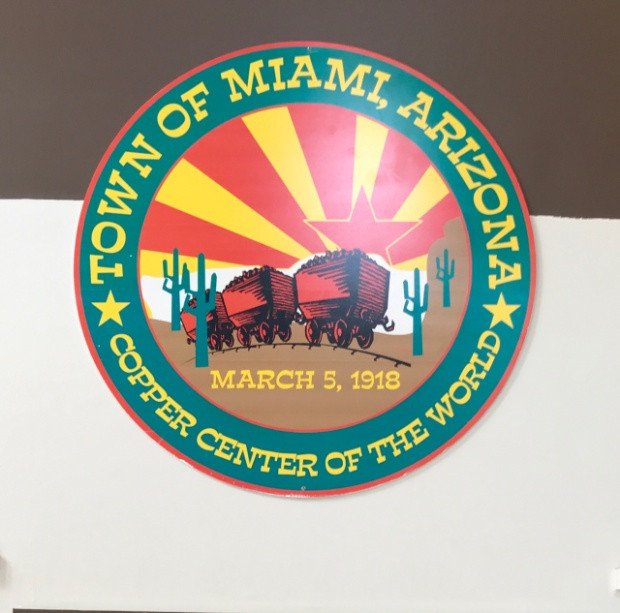 TOWN OF MIAMI, ARIZONA
MARCH 5, 1918
COPPER CENTER OF THE WORLD